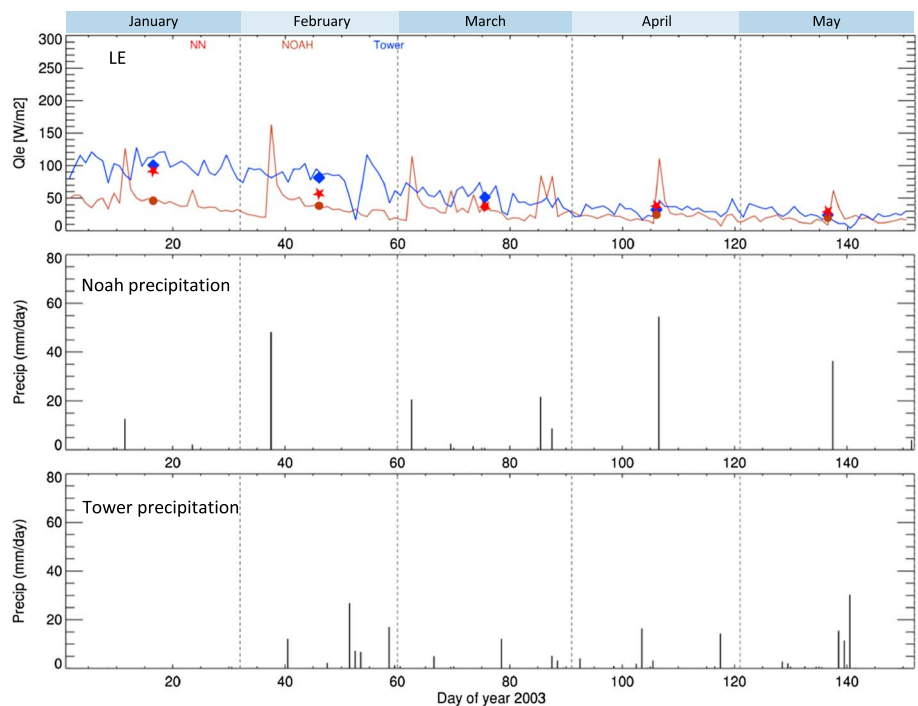 January February March April May
300
LE NN NOAH Tower
250
200
150
100
50
0
Qle [W/m2]
20 40 60 80 100 120 140
80
Noah precipitation
60
40
20
0
Precip (mm/day)
20 40 60 80 100 120 140
80
Tower precipitation
60
40
20
0
Precip (mm/day)
20 40 60 80 100 120 140
Day of year 2003